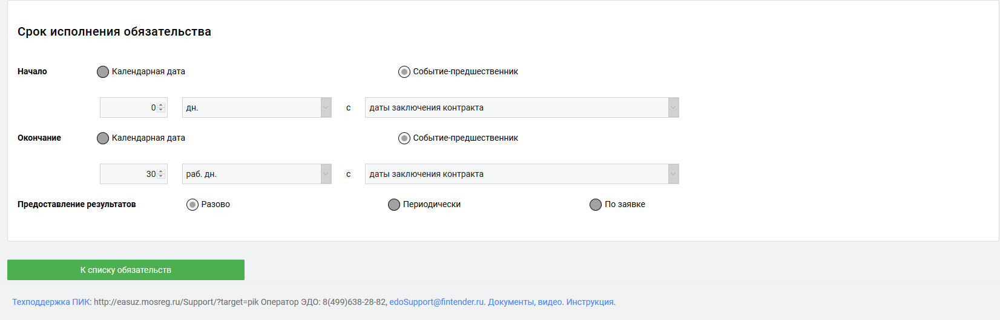 Срок исполнения обязательства
Начало Календарная дата Событие-предшественник
0 дн. с даты заключения контракта
Окончание Календарная дата Событие-предшественник
30 раб. дн. с даты заключения контракта
Предоставление результатов Разово Периодически По заявке
К списку обязательств
Техподдержка ПИК: http://easuz.mosreg.ru/Support/?target=pik Оператор ЭДО: 8(499)638-28-82, edoSupport@fintender.ru. Документы, видео. Инструкция.